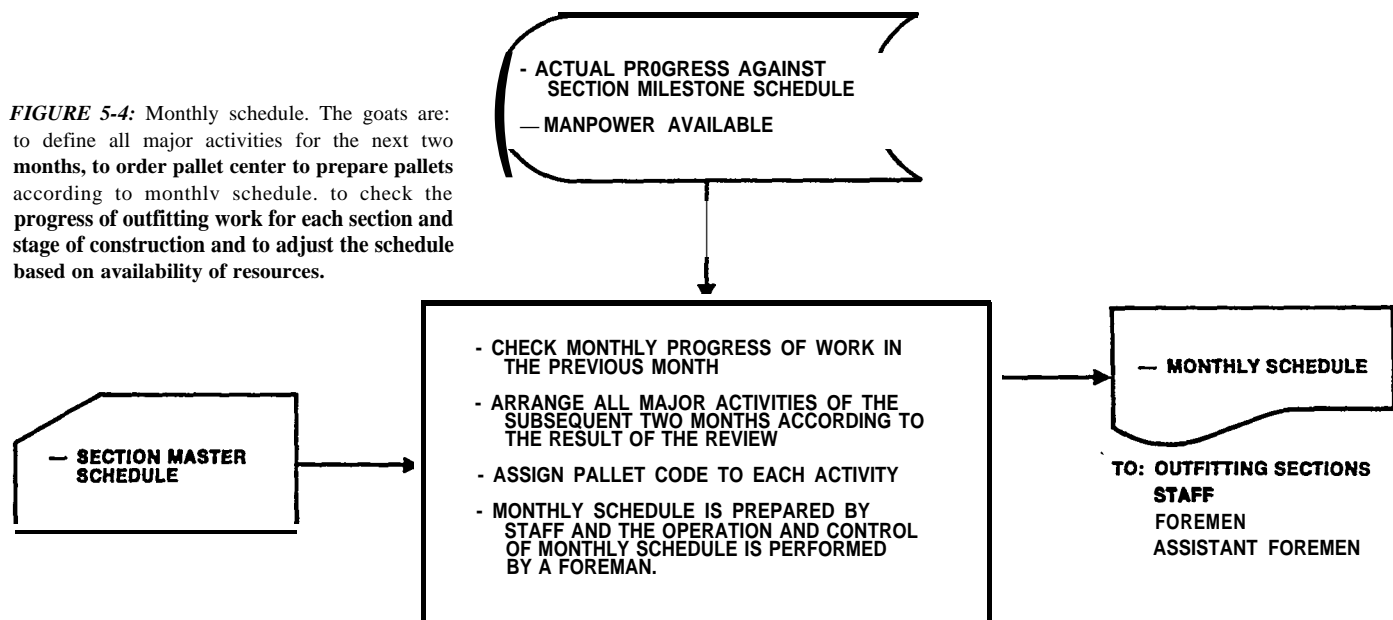 - ACTUAL PR0GRESS AGAINST
SECTION MILESTONE SCHEDULE
— MANPOWER AVAILABLE
FIGURE 5-4: Monthly schedule. The goats are:
to define all major activities for the next two
months, to order pallet center to prepare pallets
according to monthlv schedule. to check the
progress of outfitting work for each section and
stage of construction and to adjust the schedule
based on availability of resources.
— SECTION MASTER
SCHEDULE
- CHECK MONTHLY PROGRESS OF WORK IN
THE PREVIOUS MONTH
- ARRANGE ALL MAJOR ACTIVITIES OF THE
SUBSEQUENT TWO MONTHS ACCORDING TO
THE RESULT OF THE REVIEW
- ASSIGN PALLET CODE TO EACH ACTIVITY
- MONTHLY SCHEDULE IS PREPARED BY
STAFF AND THE OPERATION AND CONTROL
OF MONTHLY SCHEDULE IS PERFORMED
BY A FOREMAN.
— MONTHLY SCHEDULE
TO: OUTFITTING SECTIONS
STAFF
FOREMEN
ASSISTANT FOREMEN